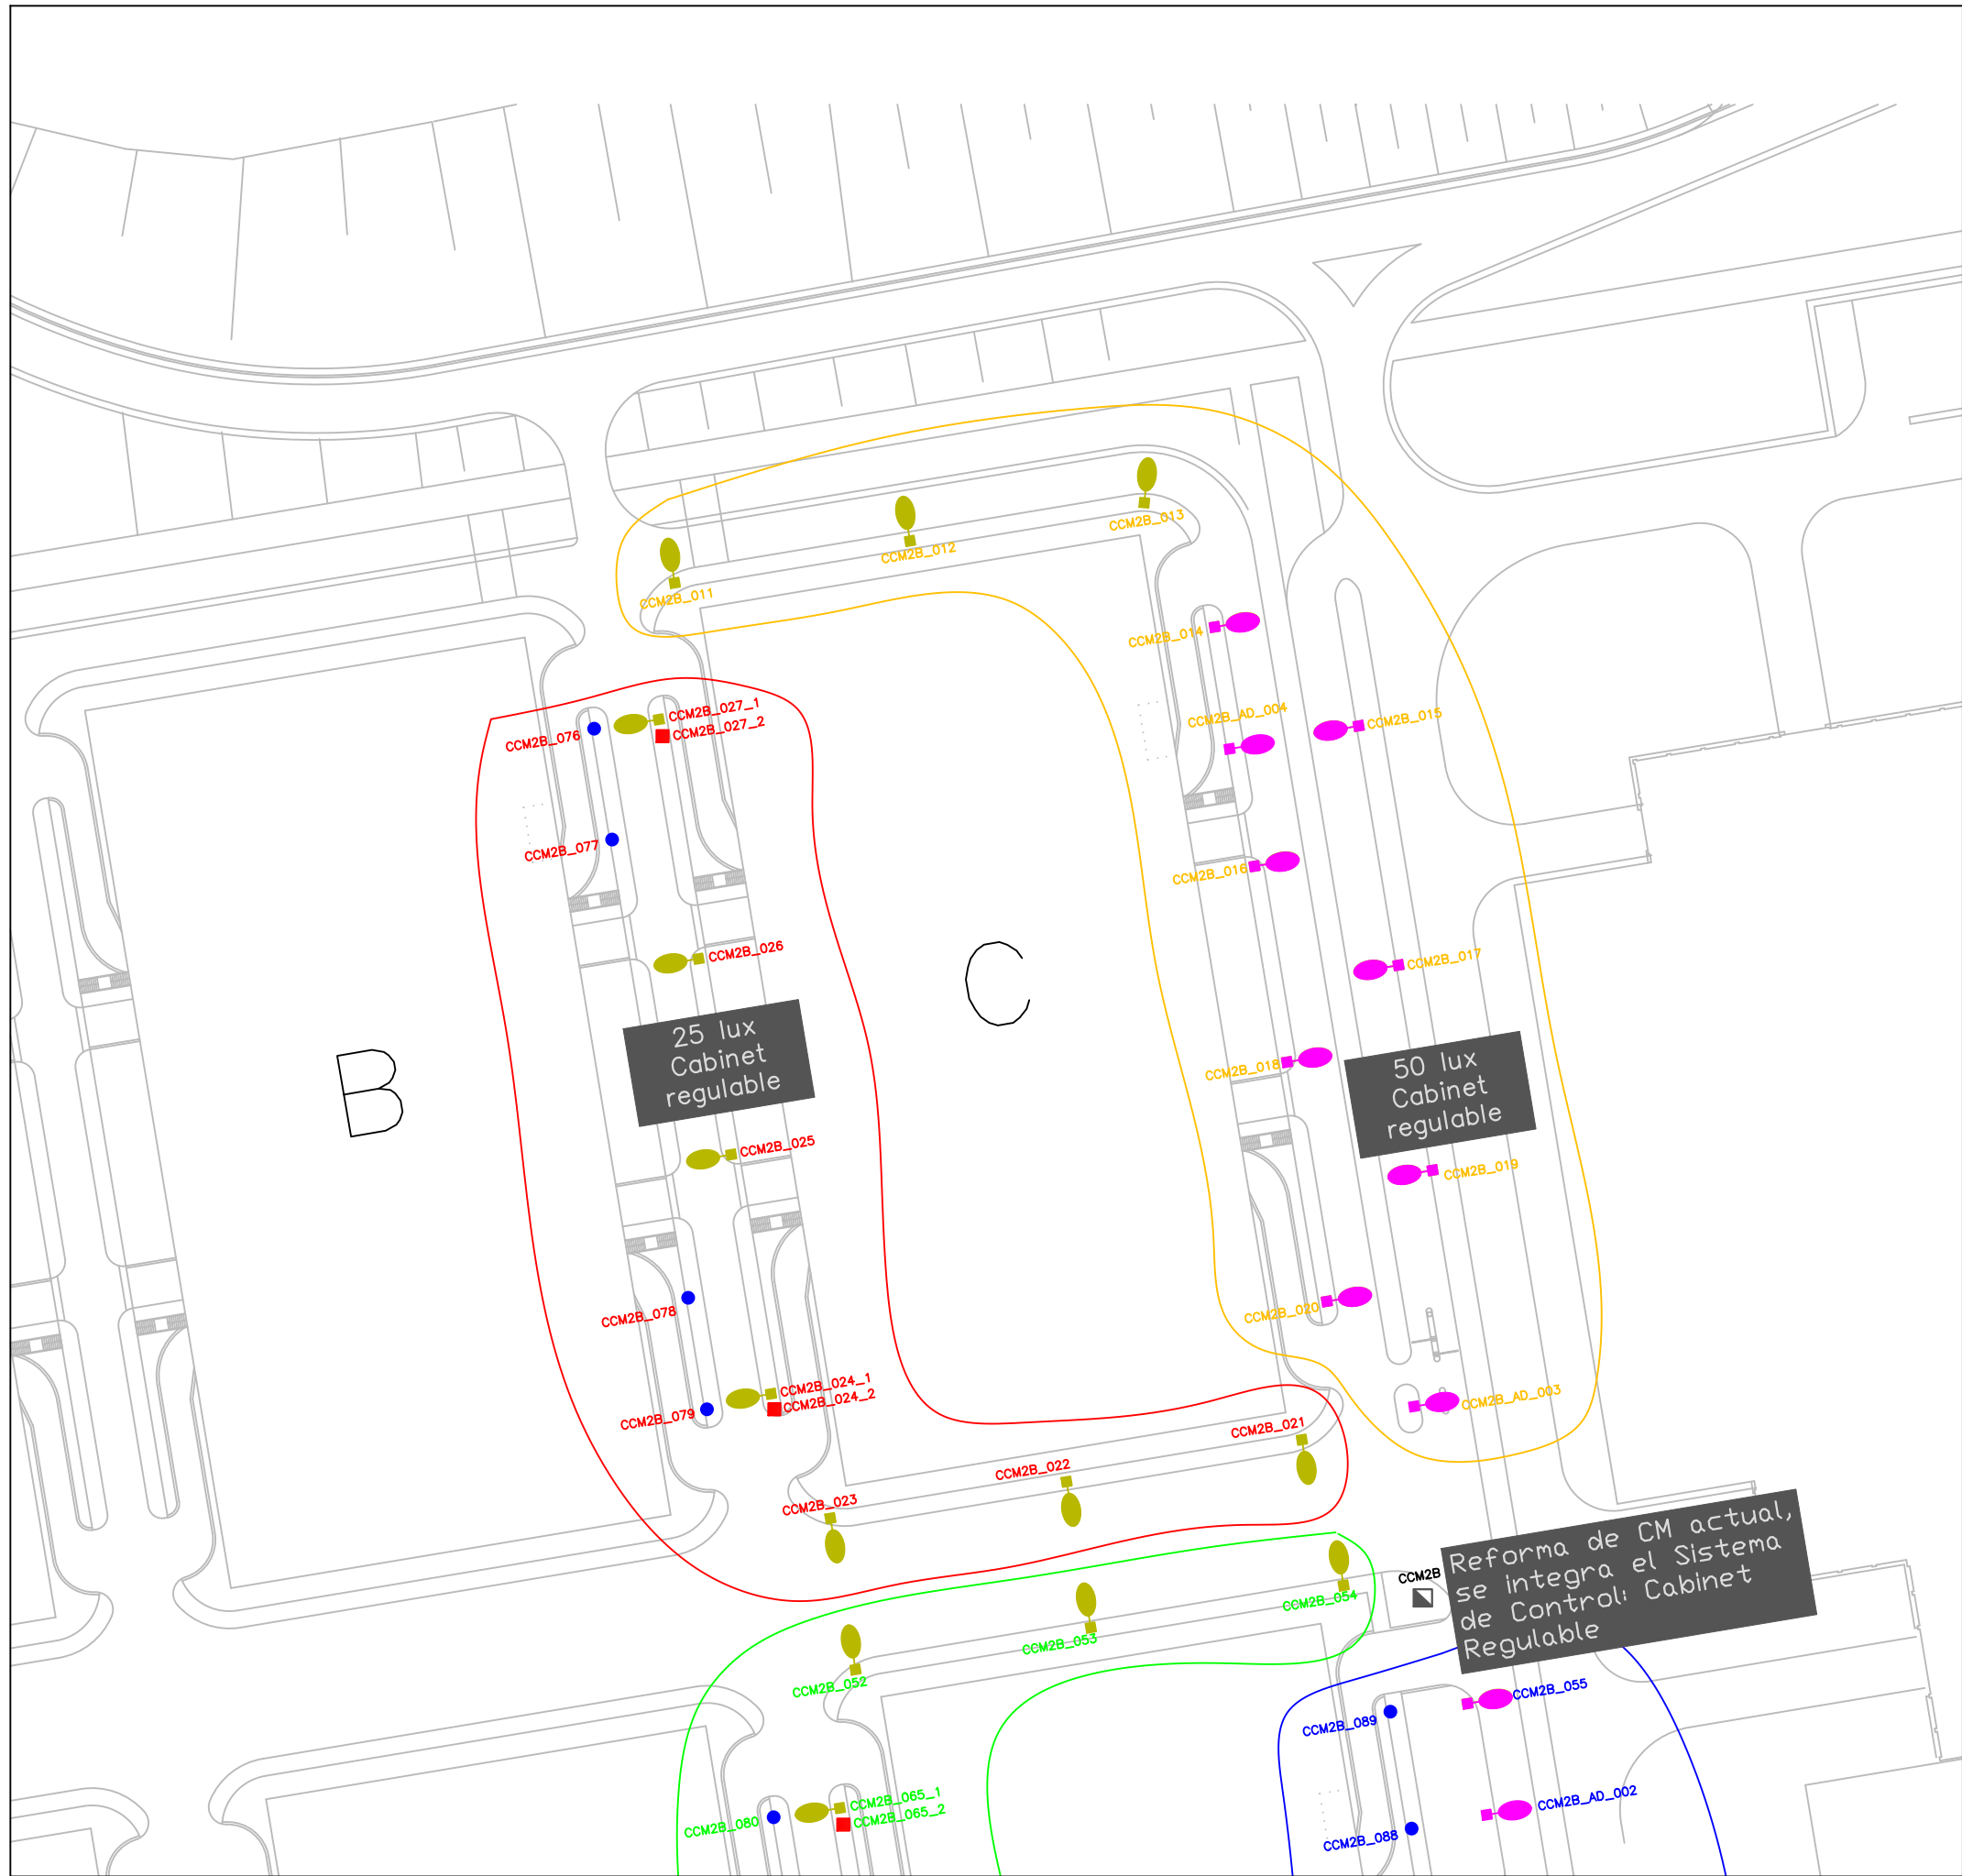 CCM2B_013
CCM2B_012
CCM2B_011
CCM2B_014
CCM2B_AD_004
CCM2B_015
CCM2B_027_1
CCM2B_027_2
CCM2B_076
CCM2B_077
CCM2B_016
CCM2B_026
CCM2B_017
C
B
25 lux
Cabinet
regulable
CCM2B_018
50 lux
Cabinet
regulable
CCM2B_025
CCM2B_019
CCM2B_078
CCM2B_020
CCM2B_024_1
CCM2B_024_2
CCM2B_079
CCM2B_AD_003
CCM2B_021
CCM2B_022
CCM2B_023
CCM2B
Reforma de CM actual,
se integra el Sistema
de Control: Cabinet
Regulable
CCM2B_054
CCM2B_053
CCM2B_052
CCM2B_055
CCM2B_089
CCM2B_AD_002
CCM2B_065_1
CCM2B_065_2
CCM2B_080
CCM2B_088